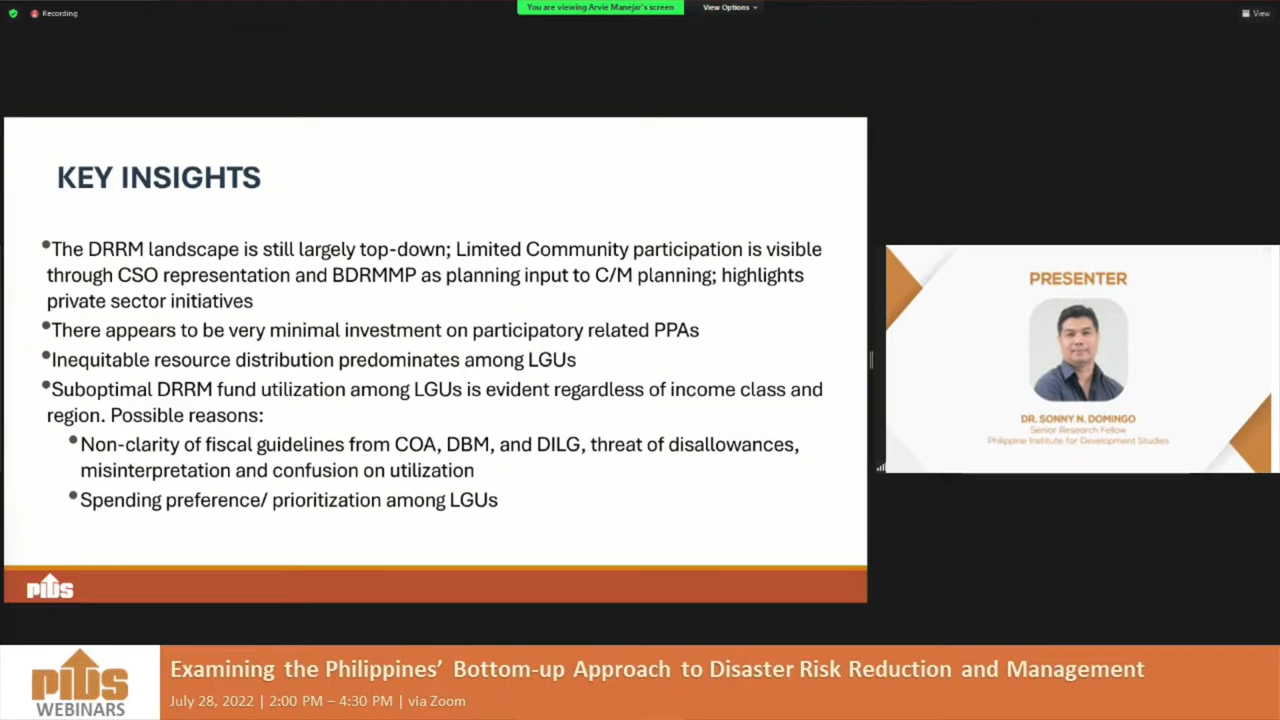 Recording
You are viewing Arvie Manejar's screen
View Options
View
KEY INSIGHTS
•The DRRM landscape is still largely top-down; Limited Community participation is visible
through CSO representation and BDRMMP as planning input to C/M planning; highlights
private sector initiatives
•There appears to be very minimal investment on participatory related PPAs
•Inequitable resource distribution predominates among LGUs
•Suboptimal DRRM fund utilization among LGUs is evident regardless of income class and
region. Possible reasons:
•Non-clarity of fiscal guidelines from COA, DBM, and DILG, threat of disallowances,
misinterpretation and confusion on utilization
•Spending preference/ prioritization among LGUs
PIDS
PRESENTER
DR. SONNY N. DOMINGO
Senior Research Fellow
Philippine Institute for Development Studies
PIDS
WEBINARS
Examining the Philippines' Bottom-up Approach to Disaster Risk Reduction and Management
July 28, 2022 | 2:00 PM – 4:30 PM | via Zoom